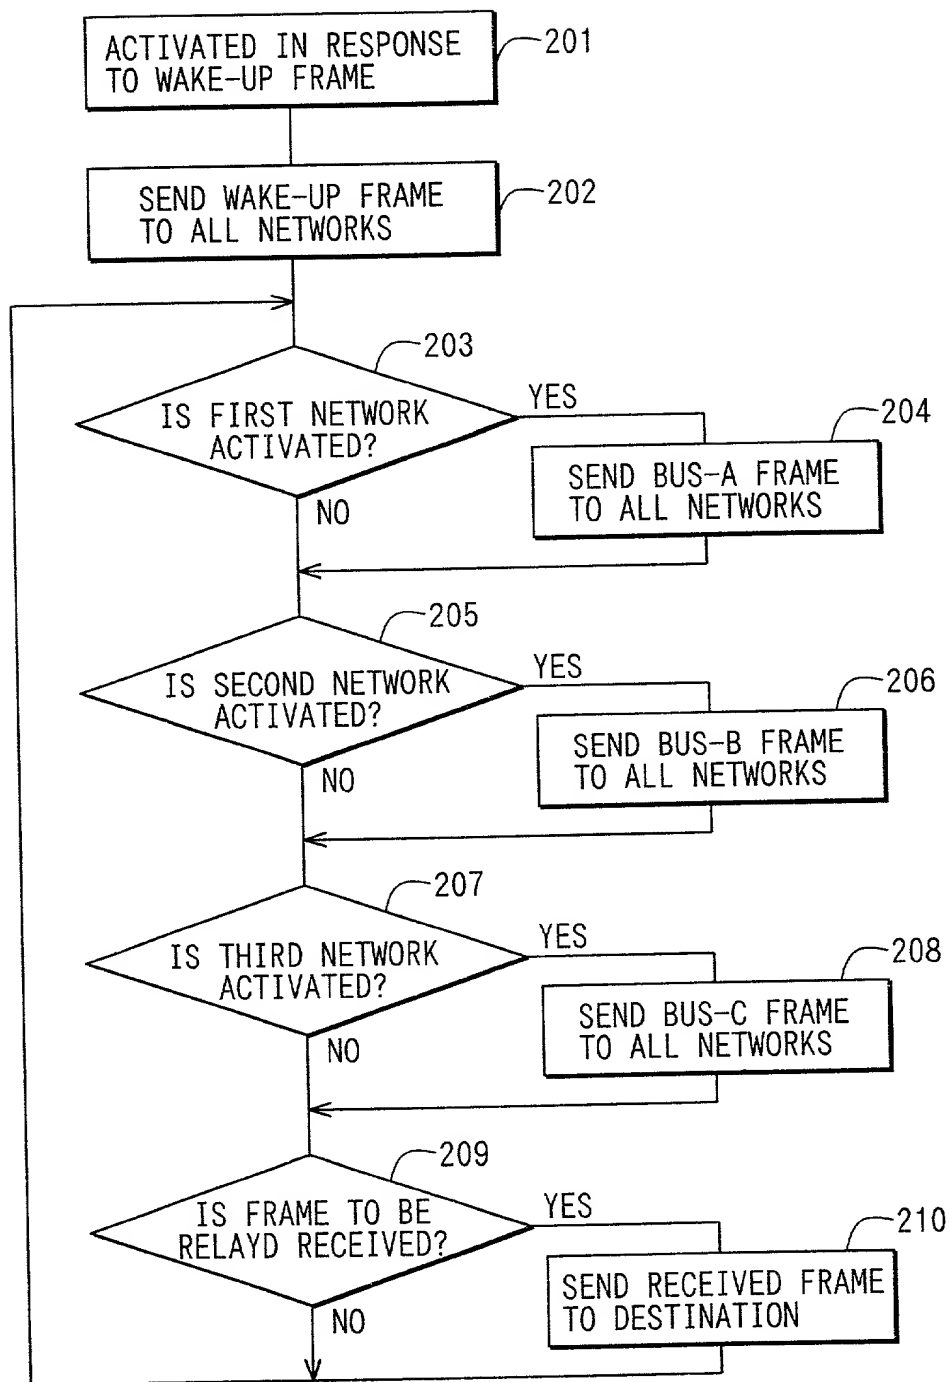 ACTIVATED IN RESPONSE
TO WAKE-UP FRAME
201
SEND WAKE-UP FRAME
TO ALL NETWORKS
202
203
IS FIRST NETWORK
ACTIVATED?
YES
NO
204
SEND BUS-A FRAME
TO ALL NETWORKS
205
IS SECOND NETWORK
ACTIVATED?
YES
NO
206
SEND BUS-B FRAME
TO ALL NETWORKS
207
IS THIRD NETWORK
ACTIVATED?
YES
NO
208
SEND BUS-C FRAME
TO ALL NETWORKS
209
IS FRAME TO BE
RELAYD RECEIVED?
YES
NO
210
SEND RECEIVED FRAME
TO DESTINATION